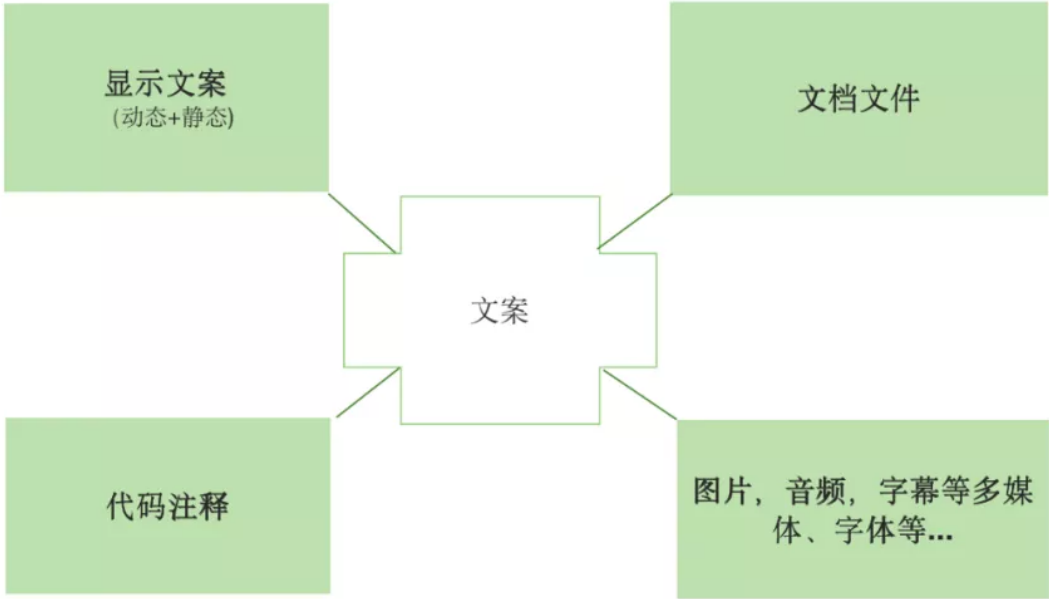 显示文案
(动态+静态)
文档文件
文案
代码注释
图片，音频，字幕等多媒
体、字体等...